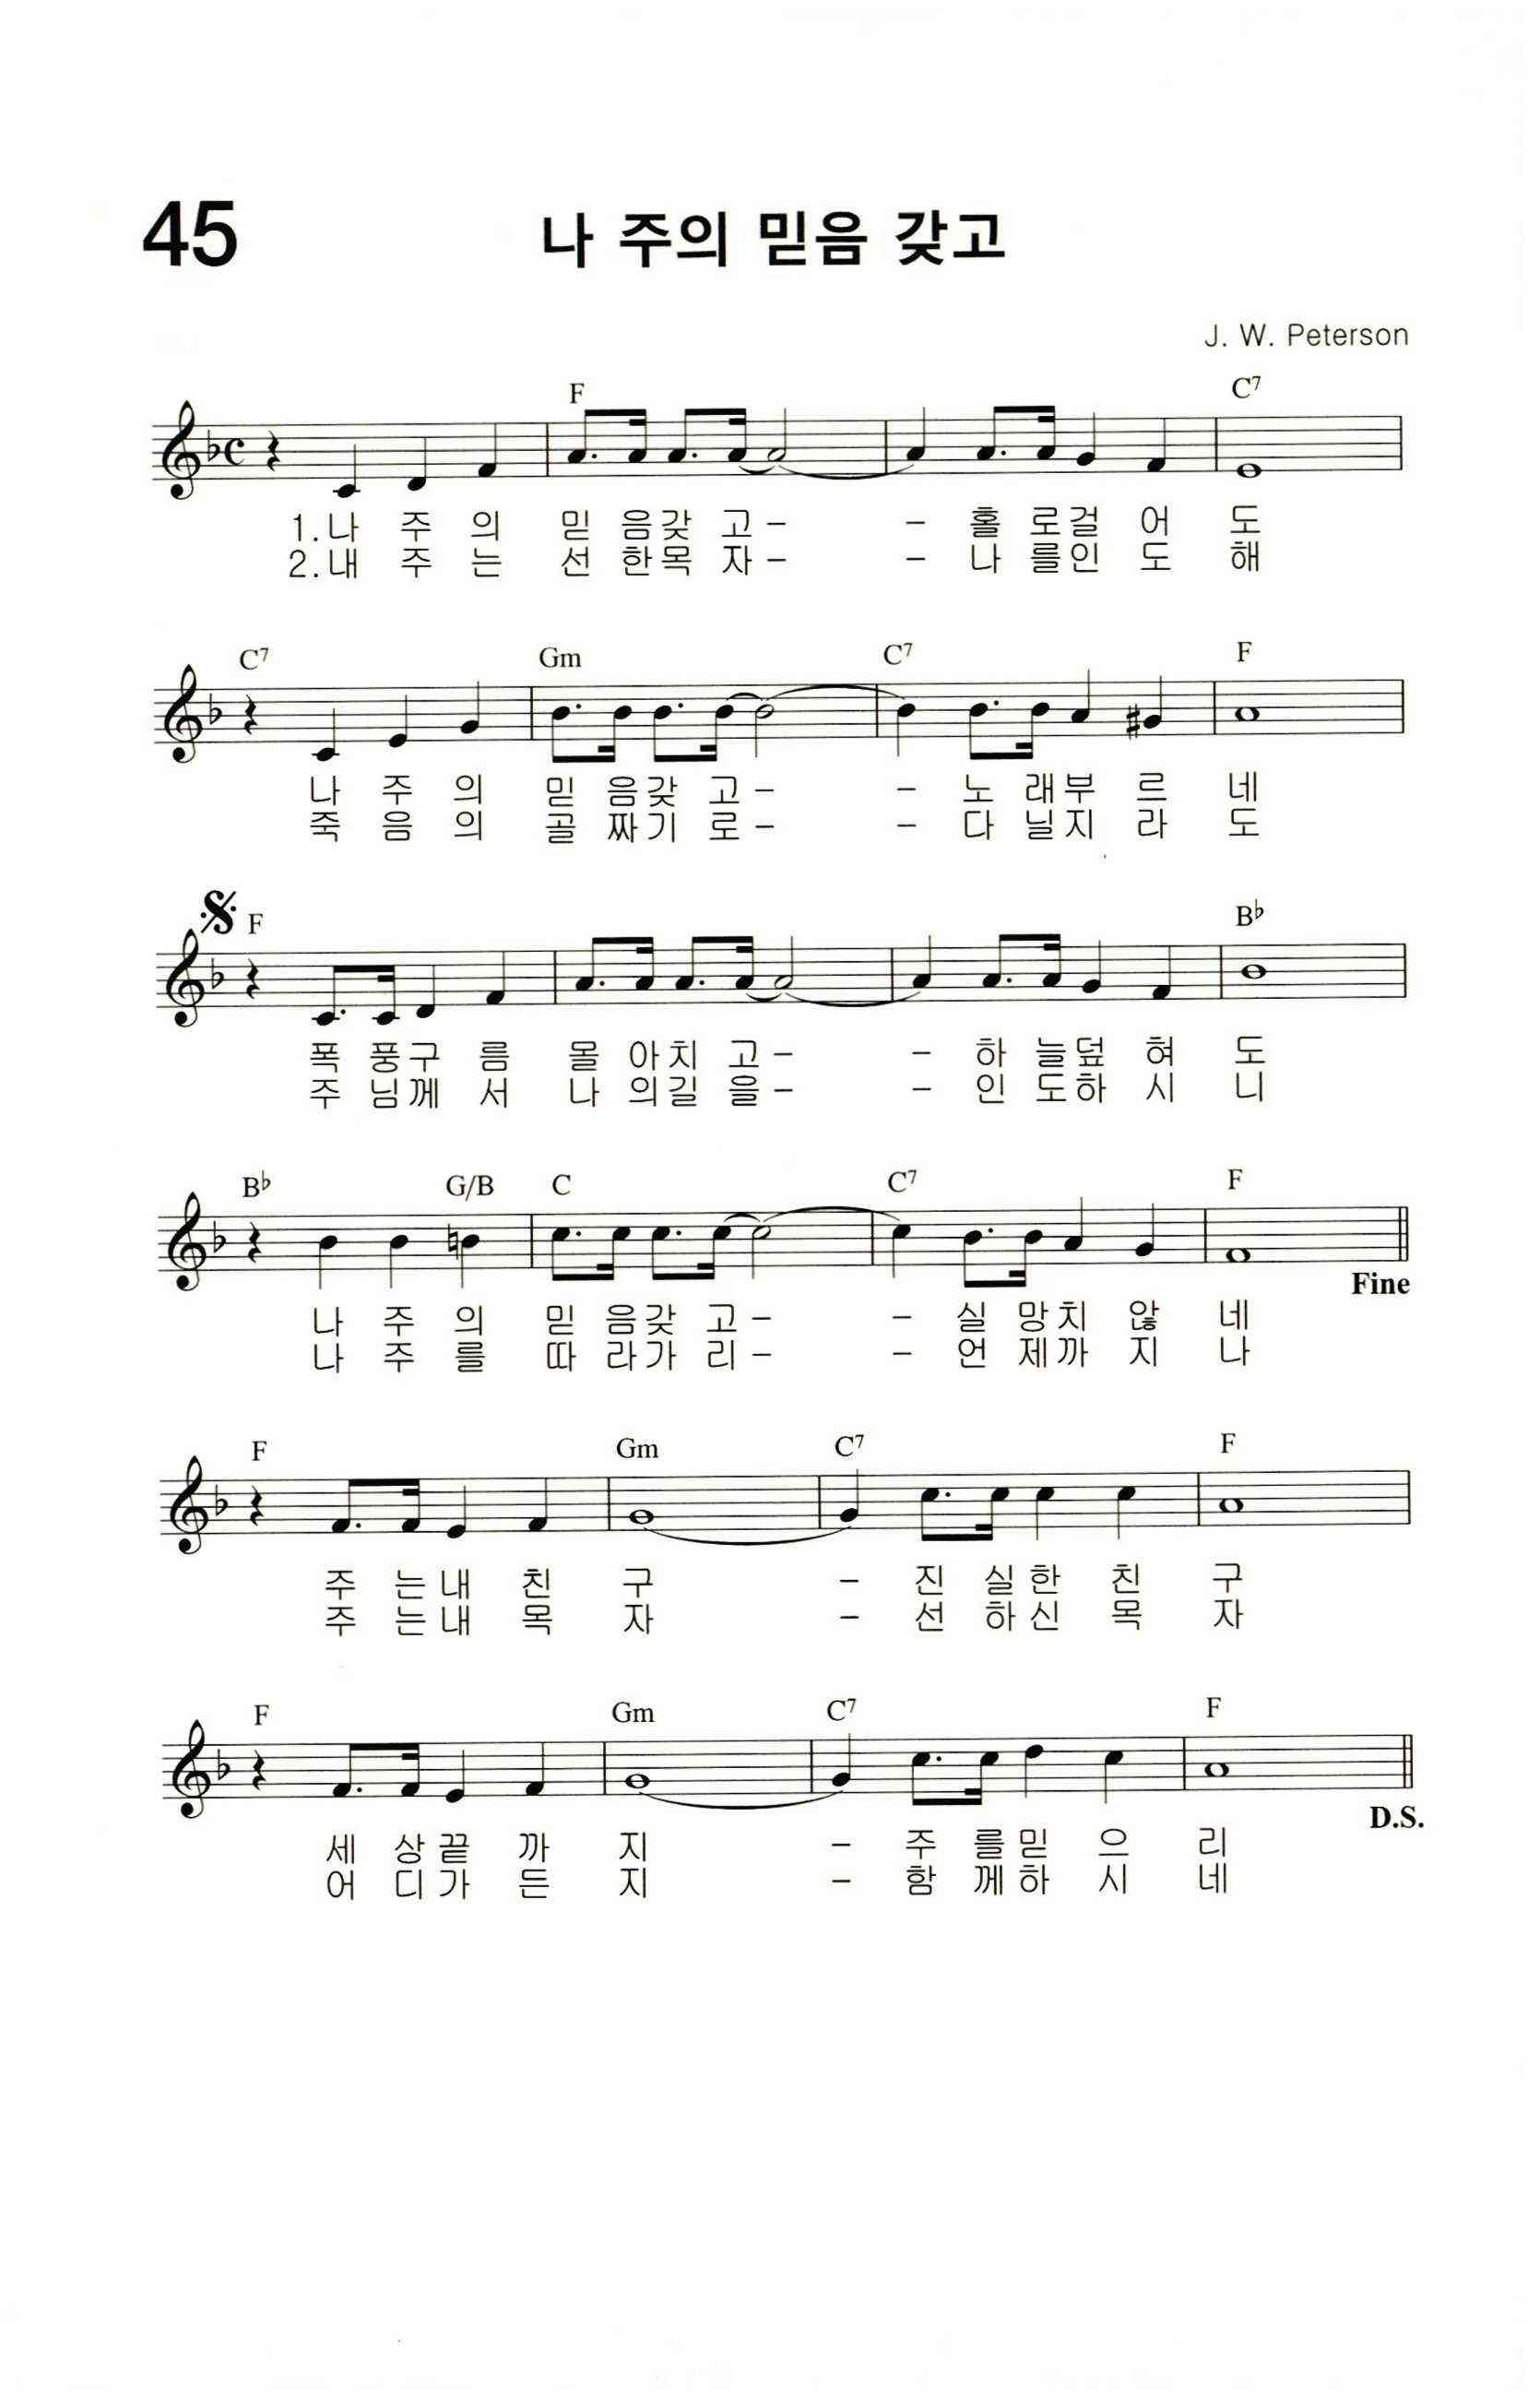 45
나 주의 믿음 갖고
J. W. Peterson
F C7
1.나 주 의 믿 음갖 고- - 홀 로걸 어 도
2.내 주 는 선 한목 자- - 나 를인 도 해
C7 Gm C7 F
나 주 의 믿 음갖 고- - 노 래부 르 네
죽 음 의 골 짜기 로- - 다 닐지 라 도
F B♭
폭 풍구 름 몰 아치 고- - 하 늘덮 혀 도
주 님께 서 나 의길 을- - 인 도하 시 니
B♭ G/B C C7 F
Fine
나 주 의 믿 음갖 고- - 실 망치 않 네
나 주 를 따 라가 리- - 언 제까 지 나
F Gm C7 F
주 는내 친 구 - 진 실한 친 구
주 는내 목 자 - 선 하신 목 자
F Gm C7 F
D.S.
세 상끝 까 지 - 주 를믿 으 리
어 디가 든 지 - 함 께하 시 네